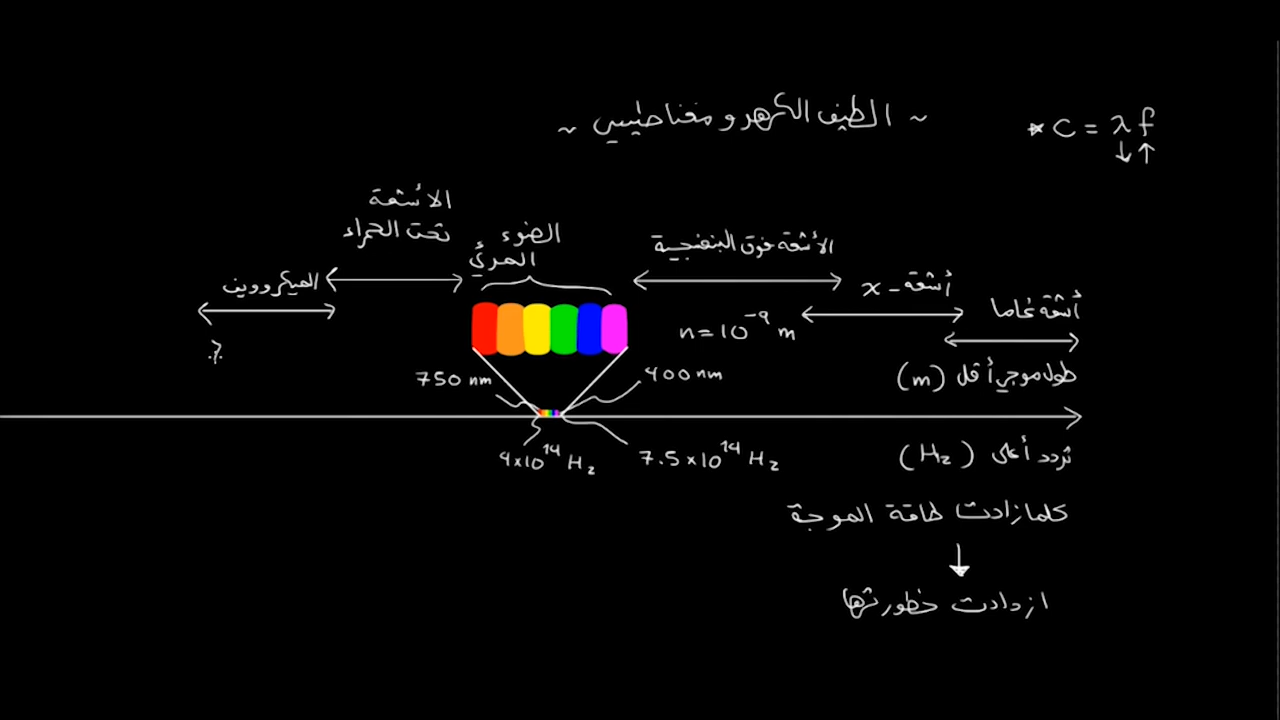 ~ الطيف الكهرومغناطيسي ~
* C = λ f
↓ ↑
الأشعة
تحت الحمراء
الضوء
المرئي
الأشعة فوق البنفسجية
الميكروويف
أشعة - x
أشعة غاما
n = 10⁻⁹ m
750 nm
400 nm
طول موجي أقل (m)
4x10¹⁴ Hz
7.5x10¹⁴ Hz
تردد أعلى (Hz)
كلما زادت طاقة الموجة
↓
ازدادت خطورتها